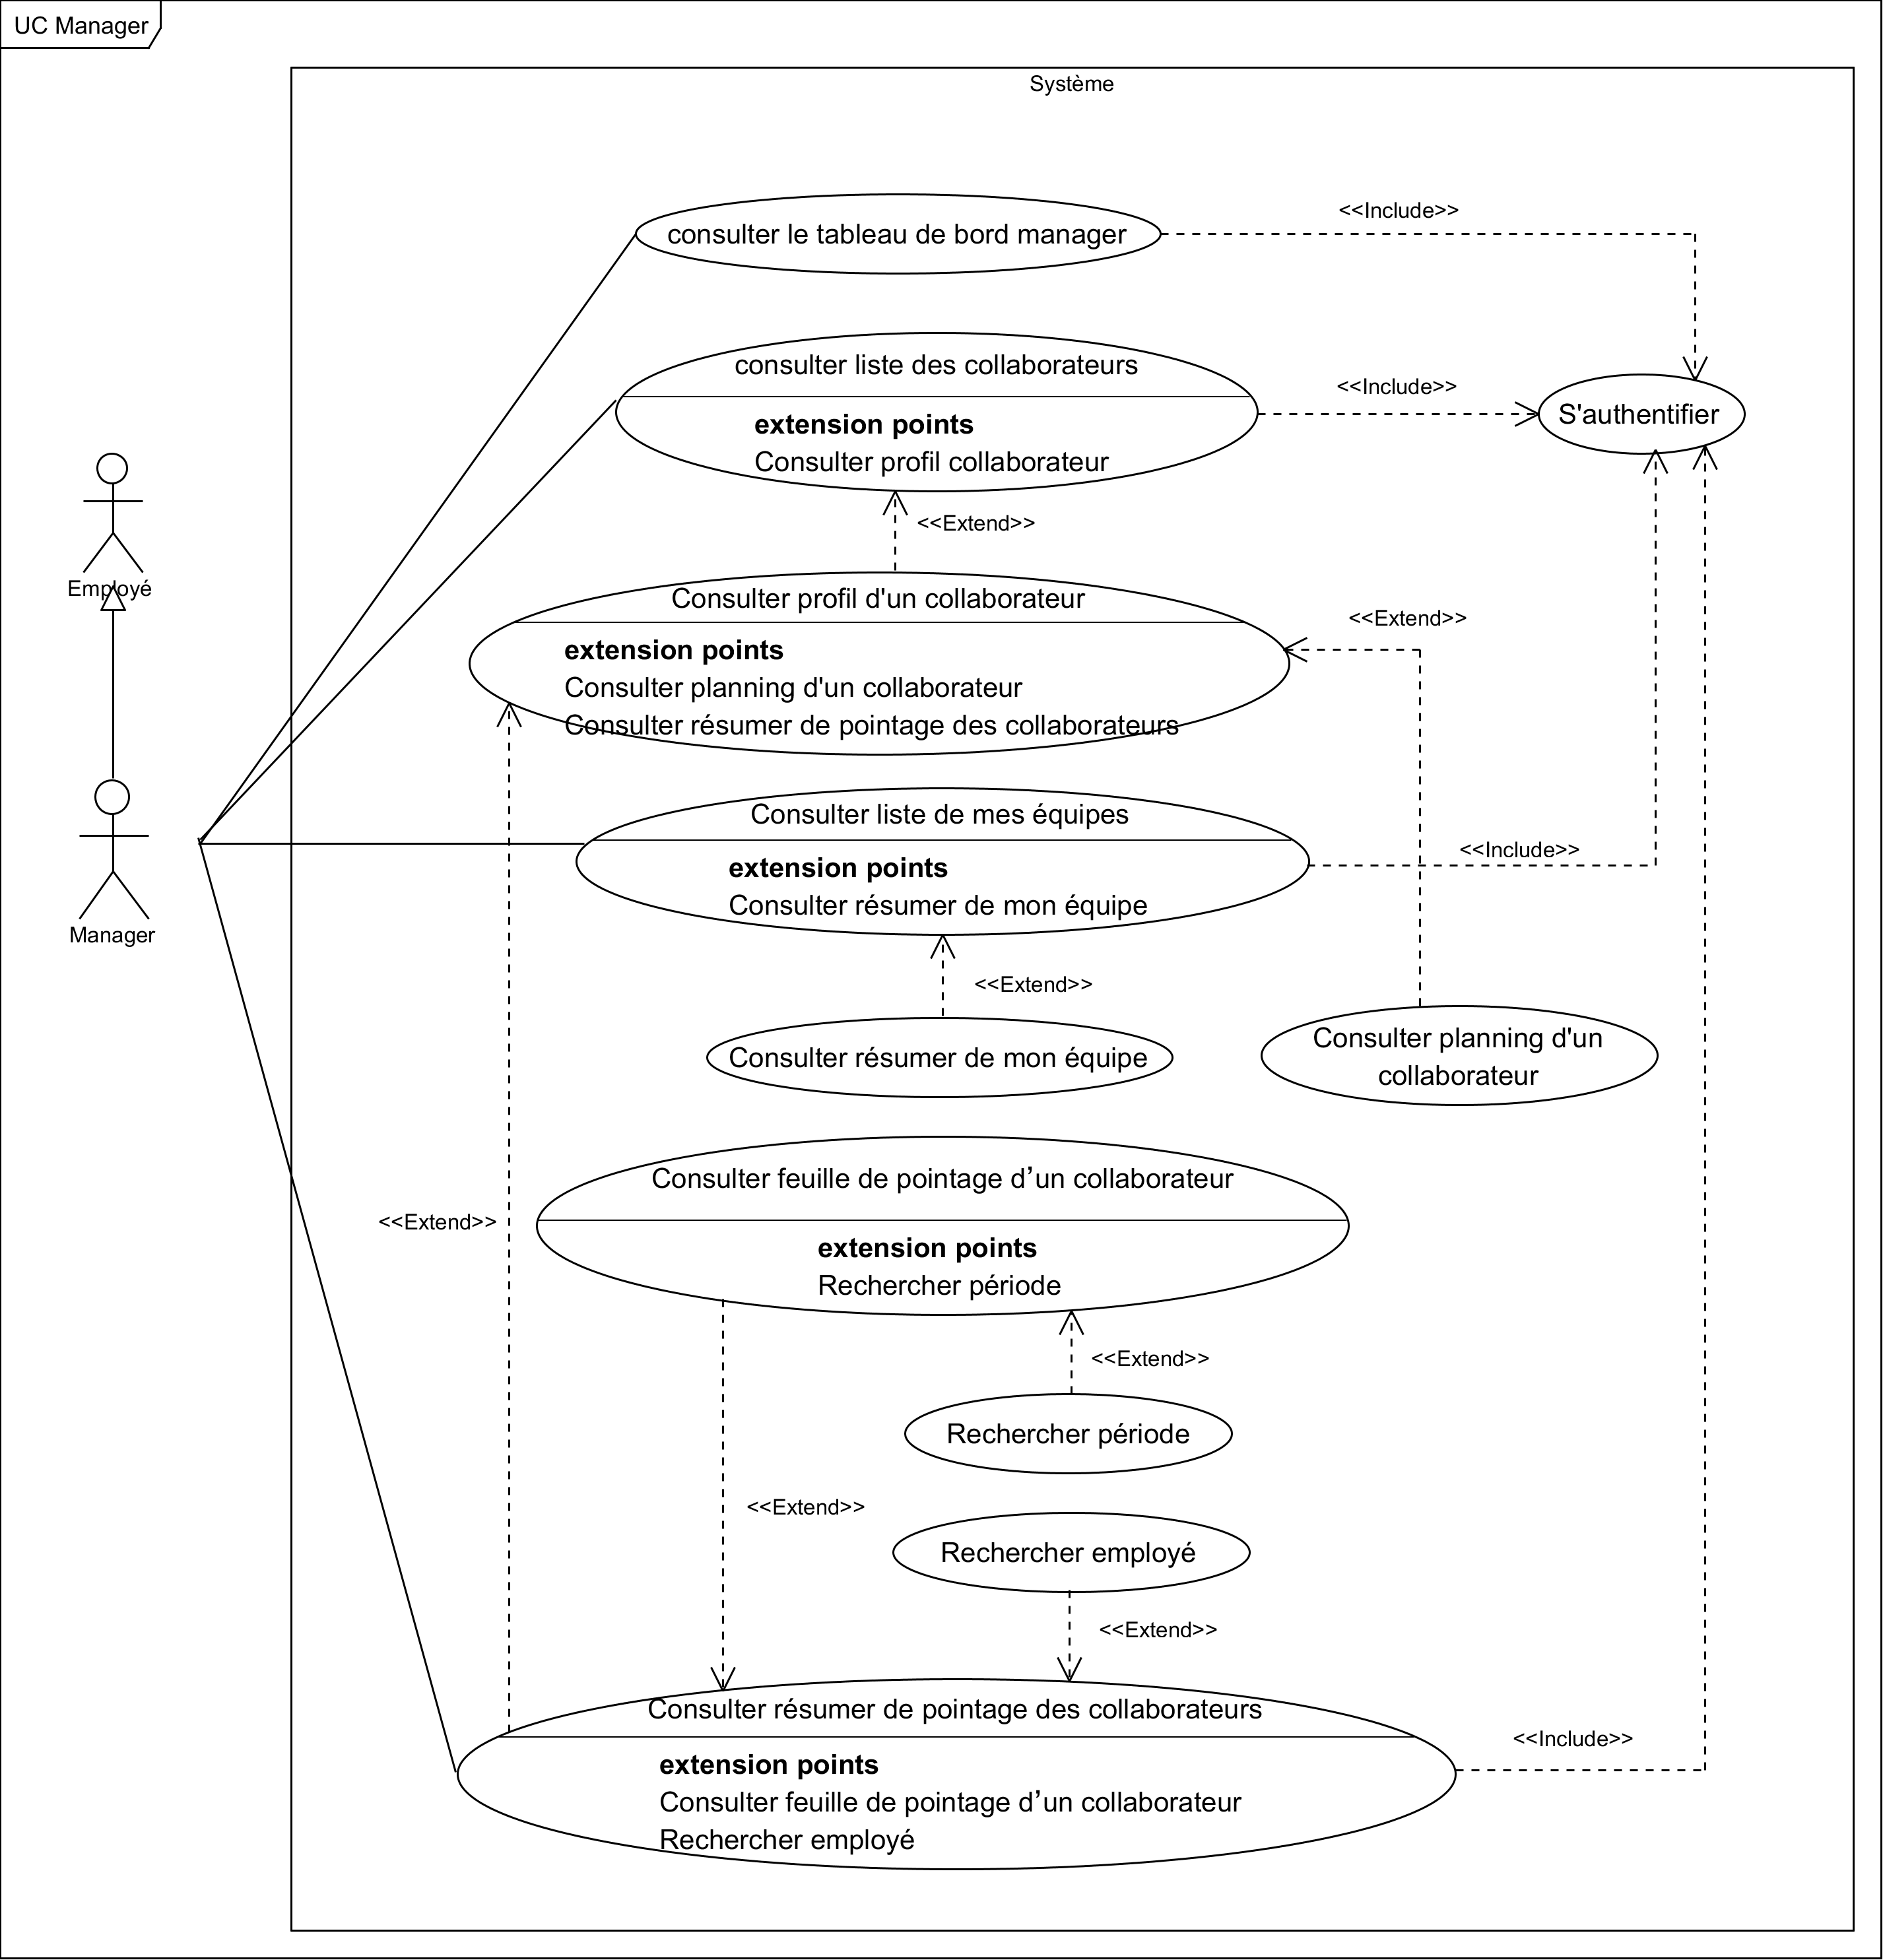 UC Manager
Système
consulter le tableau de bord manager
<<Include>>
consulter liste des collaborateurs
extension points
Consulter profil collaborateur
<<Include>>
S'authentifier
<<Extend>>
Employé
Consulter profil d'un collaborateur
extension points
Consulter planning d'un collaborateur
Consulter résumer de pointage des collaborateurs
<<Extend>>
Manager
Consulter liste de mes équipes
extension points
Consulter résumer de mon équipe
<<Include>>
<<Extend>>
Consulter résumer de mon équipe
Consulter planning d'un
collaborateur
Consulter feuille de pointage d’un collaborateur
extension points
Rechercher période
<<Extend>>
<<Extend>>
Rechercher période
<<Extend>>
Rechercher employé
<<Extend>>
Consulter résumer de pointage des collaborateurs
extension points
Consulter feuille de pointage d’un collaborateur
Rechercher employé
<<Include>>